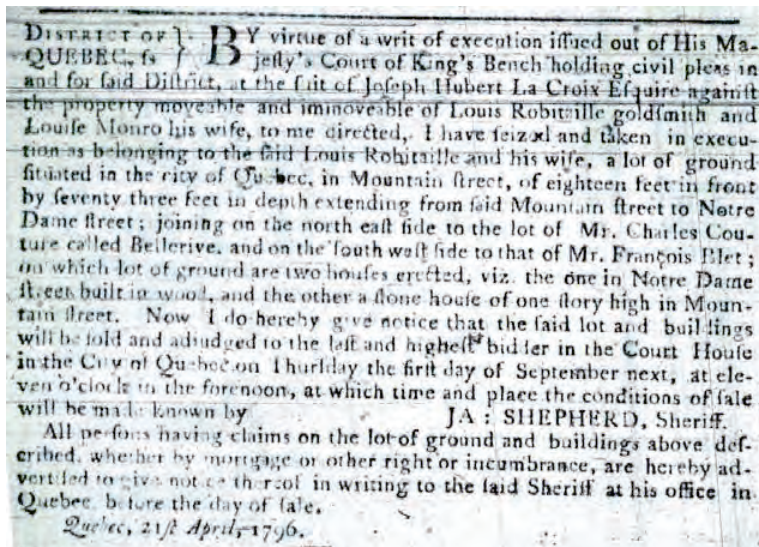 DISTRICT OF } BY virtue of a writ of execution issued out of His Ma-
QUEBEC, ſs } jeſty's Court of King's Bench holding civil pleas in
and for ſaid Diſtrict, at the ſuit of Joſeph Hubert La Croix Eſquire againſt
the property moveable and immoveable of Louis Robitaille goldſmith and
Louiſe Monro his wife, to me directed, I have ſeized and taken in execu-
tion as belonging to the ſaid Louis Robitaille and his wife, a lot of ground
ſituated in the city of Quebec, in Mountain ſtreet, of eighteen feet in front
by ſeventy three feet in depth extending from ſaid Mountain ſtreet to Notre
Dame ſtreet; joining on the north eaſt ſide to the lot of Mr. Charles Cou-
ture called Bellerive, and on the ſouth weſt ſide to that of Mr. François Blet;
on which lot of ground are two houſes erected, viz. the one in Notre Dame
ſtreet built in wood, and the other a ſtone houſe of one ſtory high in Moun-
tain ſtreet. Now I do hereby give notice that the ſaid lot and buildings
will be ſold and adjudged to the laſt and higheſt bidder in the Court Houſe
in the City of Quebec on Thurſday the firſt day of September next, at ele-
ven o'clock in the forenoon, at which time and place the conditions of ſale
will be made known by JA: SHEPHERD, Sheriff.
All perſons having claims on the lot of ground and buildings above deſ-
cribed, whether by mortgage or other right or incumbrance, are hereby ad-
vertiſed to give notice thereof in writing to the ſaid Sheriff at his office in
Quebec before the day of ſale.
Quebec, 21ſt April, 1796.